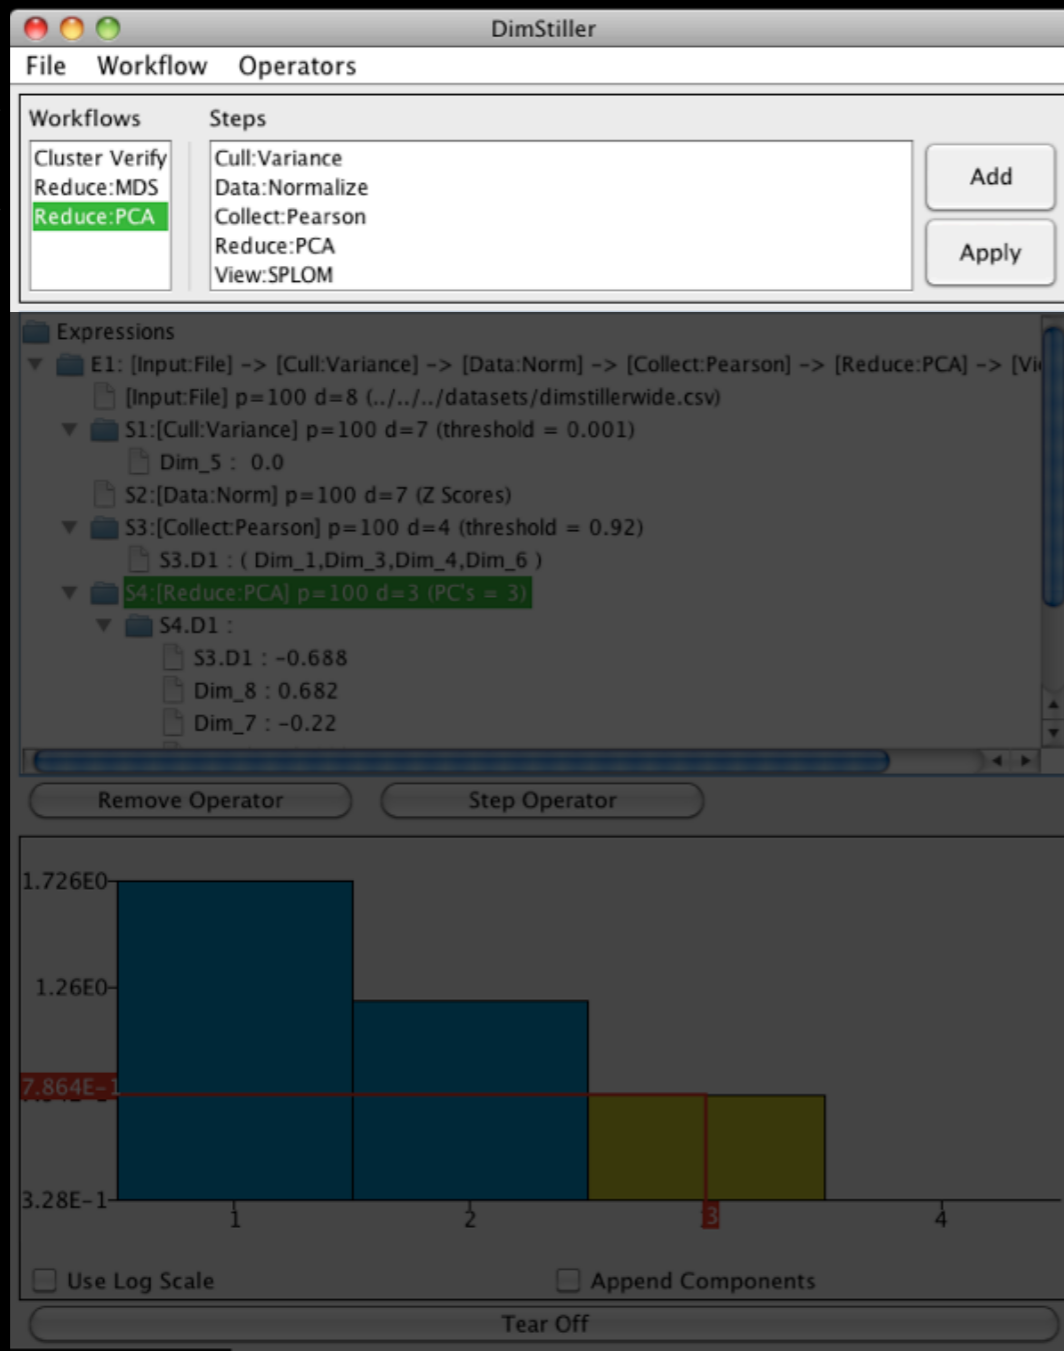 DimStiller
File Workflow Operators
Workflows Steps
Cluster Verify
Reduce:MDS
Reduce:PCA
Cull:Variance
Data:Normalize
Collect:Pearson
Reduce:PCA
View:SPLOM
Add
Apply
Expressions
E1: [Input:File] -> [Cull:Variance] -> [Data:Norm] -> [Collect:Pearson] -> [Reduce:PCA] -> [Vi
[Input:File] p=100 d=8 (../../../datasets/dimstillerwide.csv)
S1:[Cull:Variance] p=100 d=7 (threshold = 0.001)
Dim_5 : 0.0
S2:[Data:Norm] p=100 d=7 (Z Scores)
S3:[Collect:Pearson] p=100 d=4 (threshold = 0.92)
S3.D1 : ( Dim_1,Dim_3,Dim_4,Dim_6 )
S4:[Reduce:PCA] p=100 d=3 (PC's = 3)
S4.D1 :
S3.D1 : -0.688
Dim_8 : 0.682
Dim_7 : -0.22
Remove Operator Step Operator
1.726E0
1.26E0
7.864E-1
3.28E-1
1 2 3 4
Use Log Scale Append Components
Tear Off